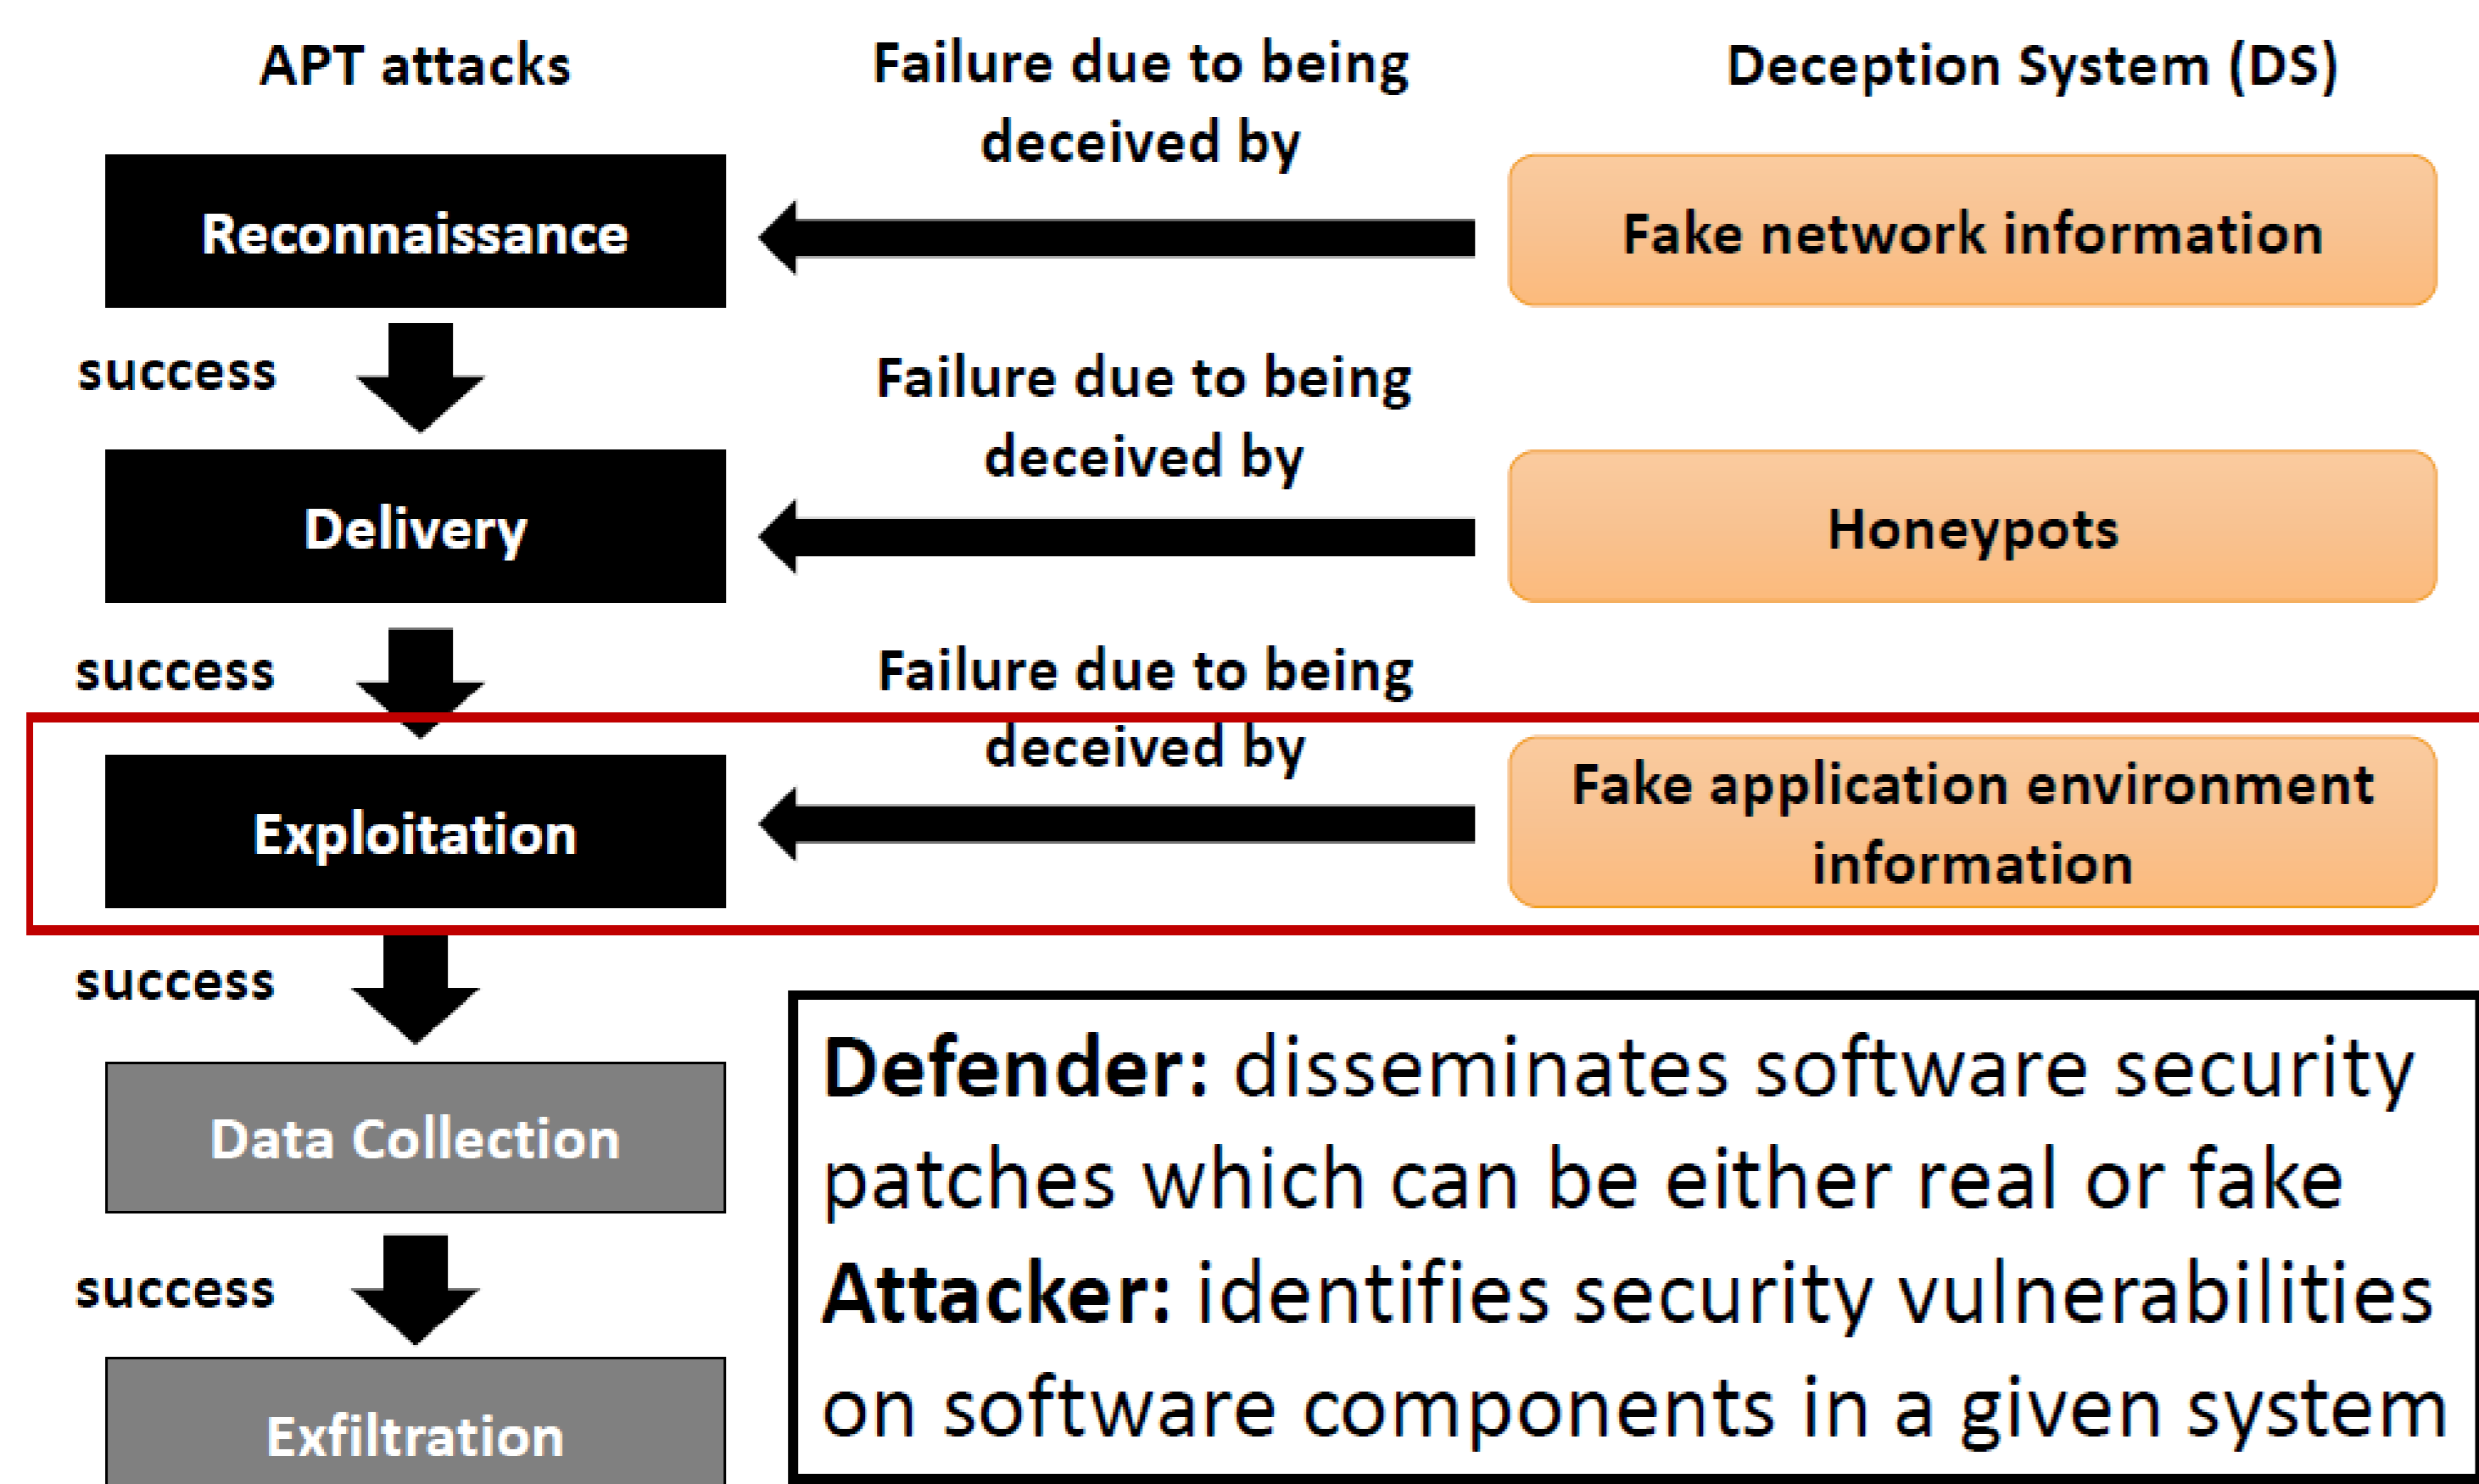 APT attacks
Failure due to being
deceived by
Deception System (DS)
Reconnaissance
Fake network information
success
Failure due to being
deceived by
Delivery
Honeypots
success
Failure due to being
deceived by
Exploitation
Fake application environment
information
success
Data Collection
success
Exfiltration
Defender: disseminates software security
patches which can be either real or fake
Attacker: identifies security vulnerabilities
on software components in a given system